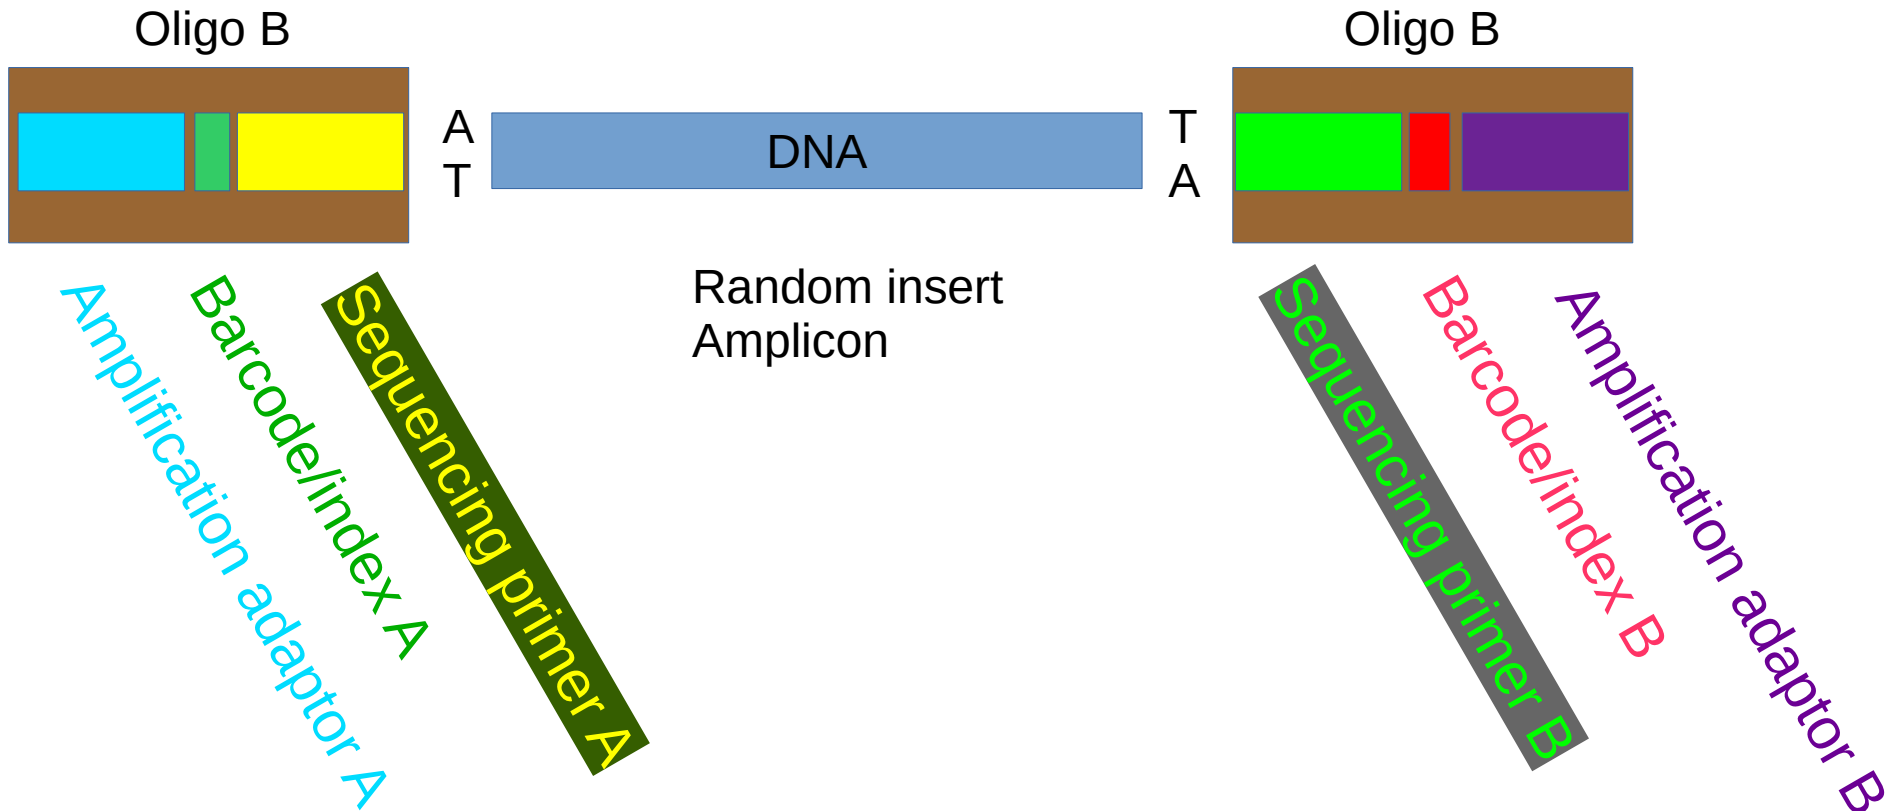 Oligo B
Oligo B
A
T
DNA
T
A
Random insert
Amplicon
Amplification adaptor A
Barcode/index A
Sequencing primer A
Sequencing primer B
Barcode/index B
Amplification adaptor B